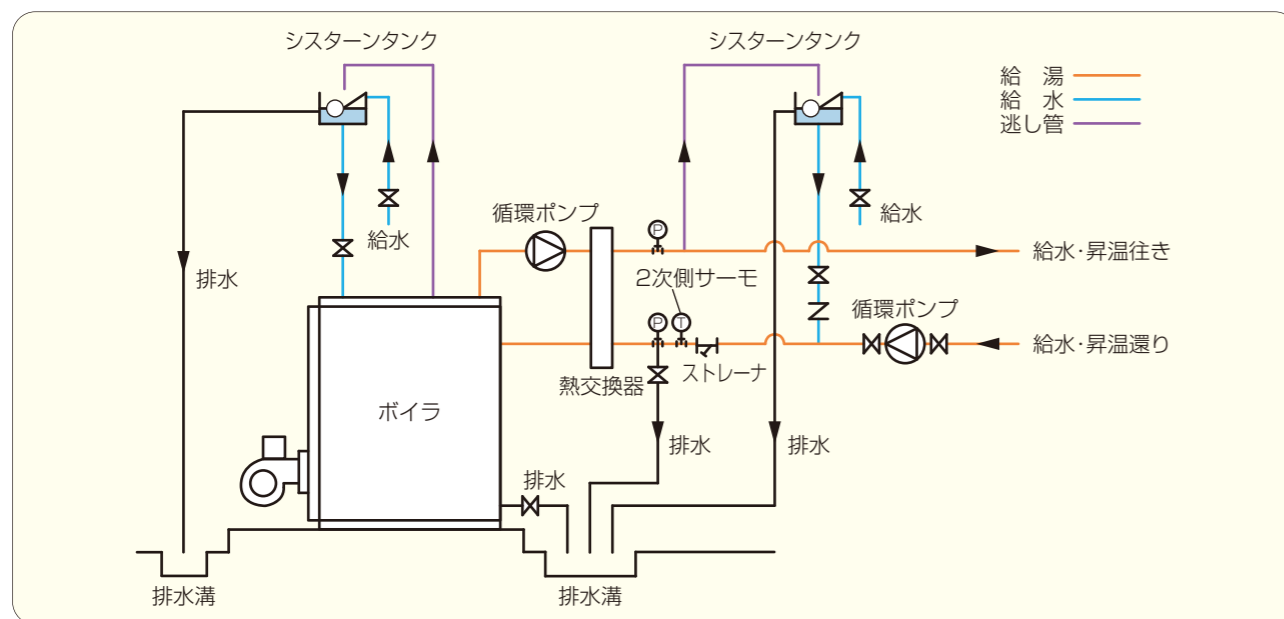 シスターンタンク
シスターンタンク
給　湯
給　水
逃し管
循環ポンプ
P
給水
給水
給水・昇温往き
排水
2次側サーモ
循環ポンプ
P
T
給水・昇温還り
ストレーナ
熱交換器
ボイラ
排水
排水
排水
排水溝
排水溝